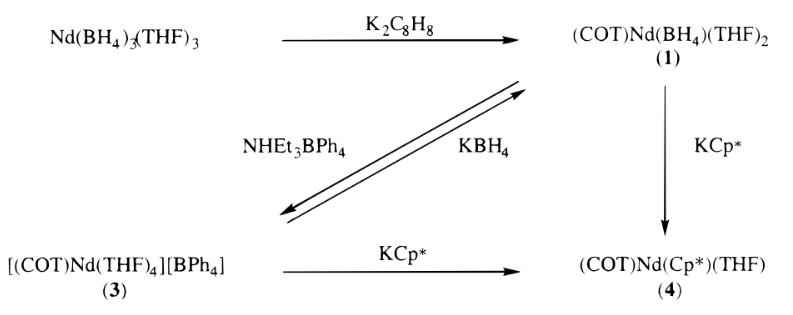 Nd(BH₄)₃(THF)₃
K₂C₈H₈
(COT)Nd(BH₄)(THF)₂
(1)
NHEt₃BPh₄
KBH₄
KCp*
[(COT)Nd(THF)₄][BPh₄]
(3)
KCp*
(COT)Nd(Cp*)(THF)
(4)